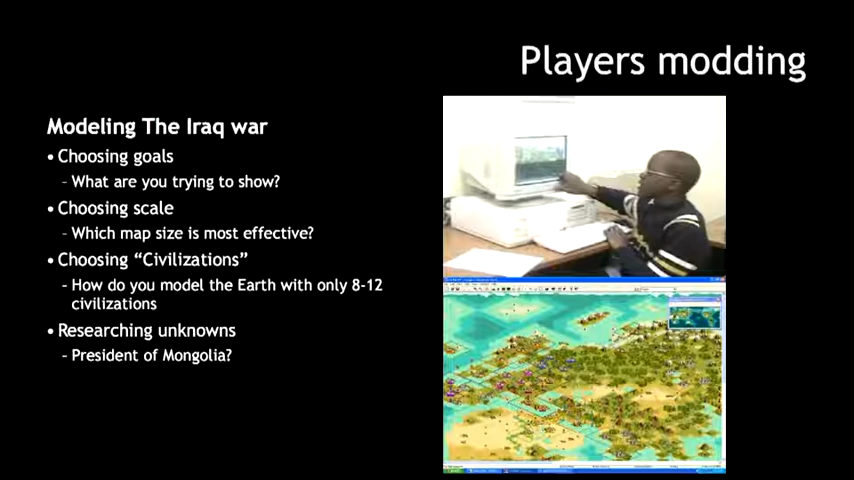 Players modding
Modeling The Iraq war
• Choosing goals
- What are you trying to show?
• Choosing scale
- Which map size is most effective?
• Choosing “Civilizations”
- How do you model the Earth with only 8-12
civilizations
• Researching unknowns
- President of Mongolia?